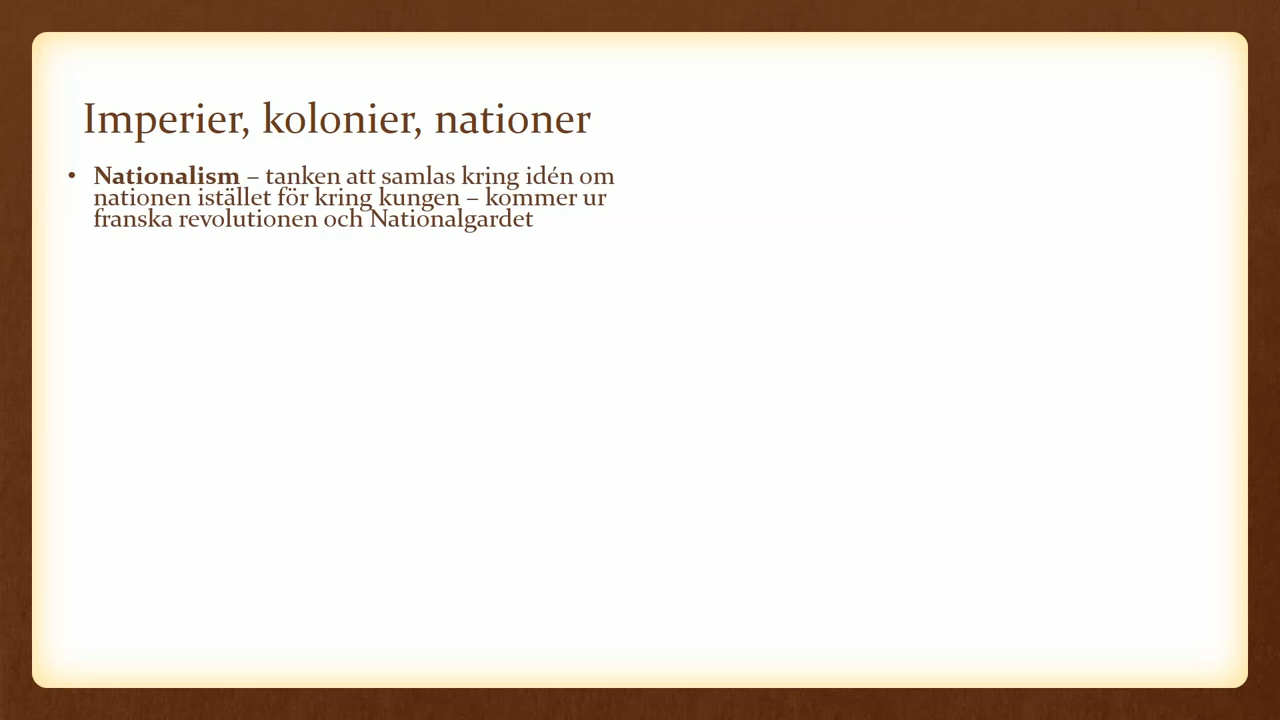 Imperier, kolonier, nationer
• Nationalism – tanken att samlas kring idén om
nationen istället för kring kungen – kommer ur
franska revolutionen och Nationalgardet